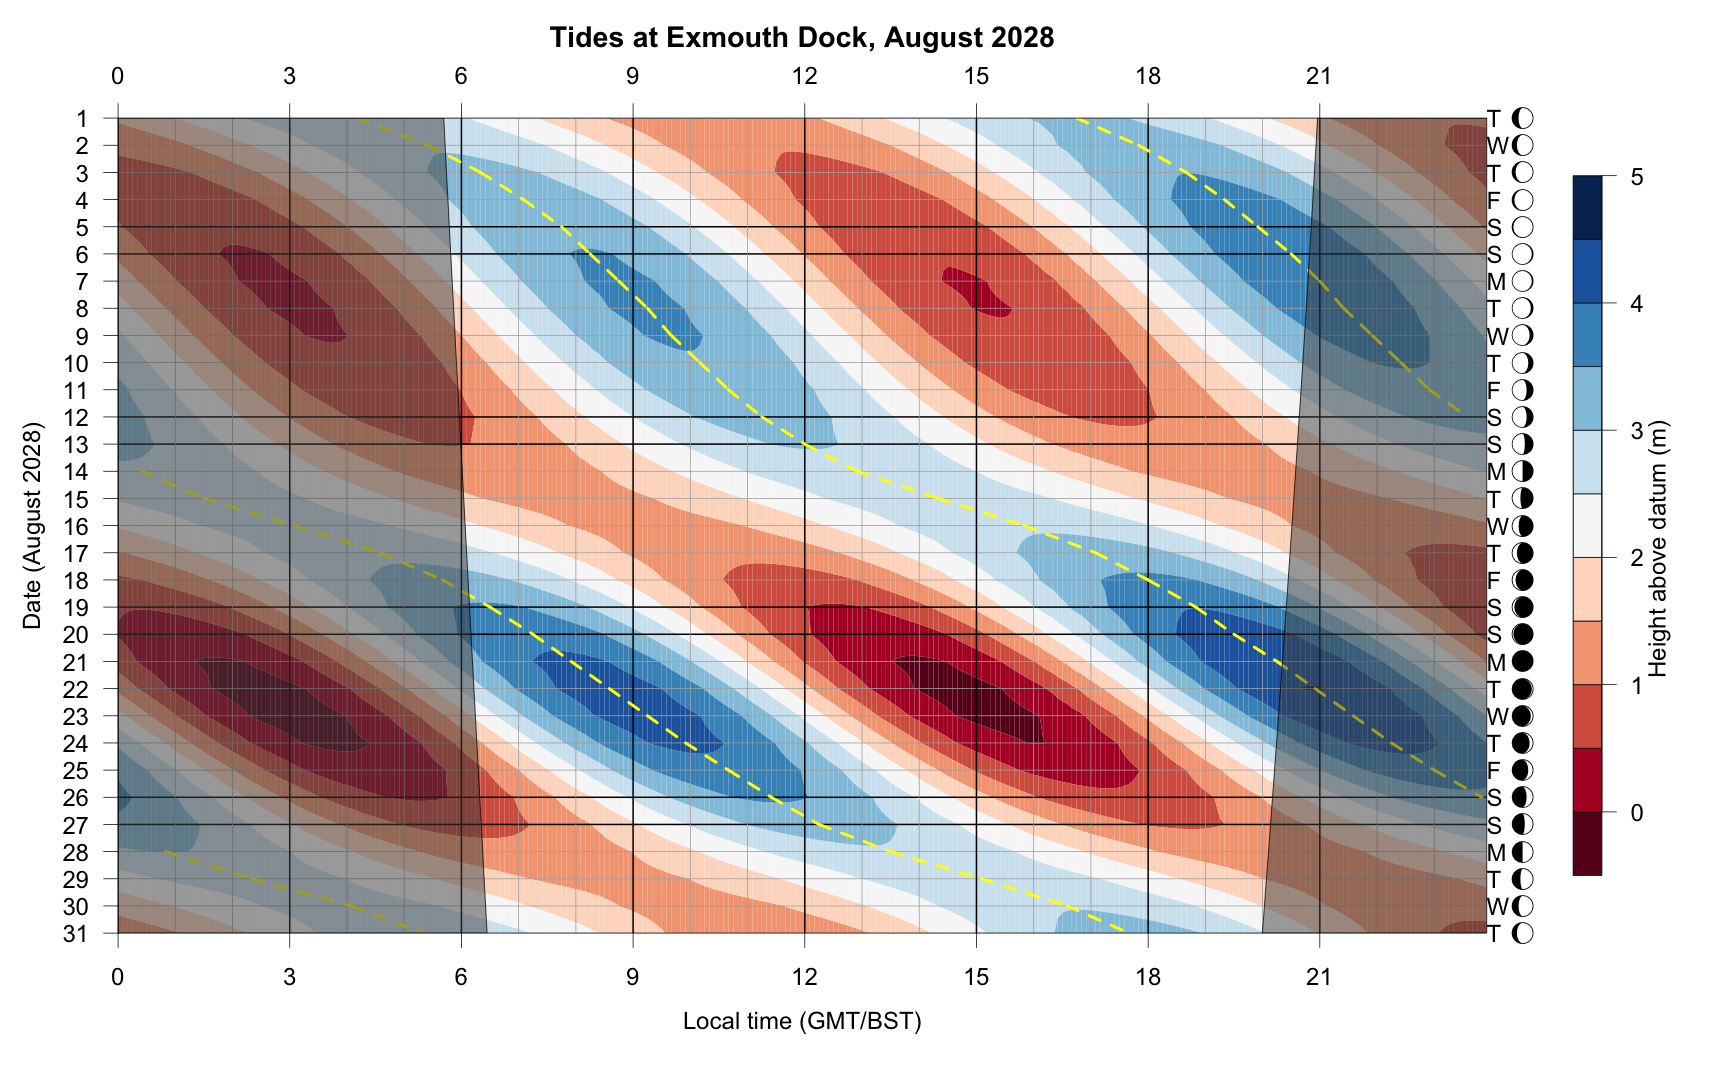 Tides at Exmouth Dock, August 2028
0 3 6 9 12 15 18 21
1 T
2 W
3 T
4 F
5 S
6 S
7 M
8 T
9 W
10 T
11 F
12 S
13 S
14 M
15 T
16 W
17 T
18 F
19 S
20 S
21 M
22 T
23 W
24 T
25 F
26 S
27 S
28 M
29 T
30 W
31 T
0 3 6 9 12 15 18 21
Local time (GMT/BST)
Date (August 2028)
5
4
3
2
1
0
Height above datum (m)